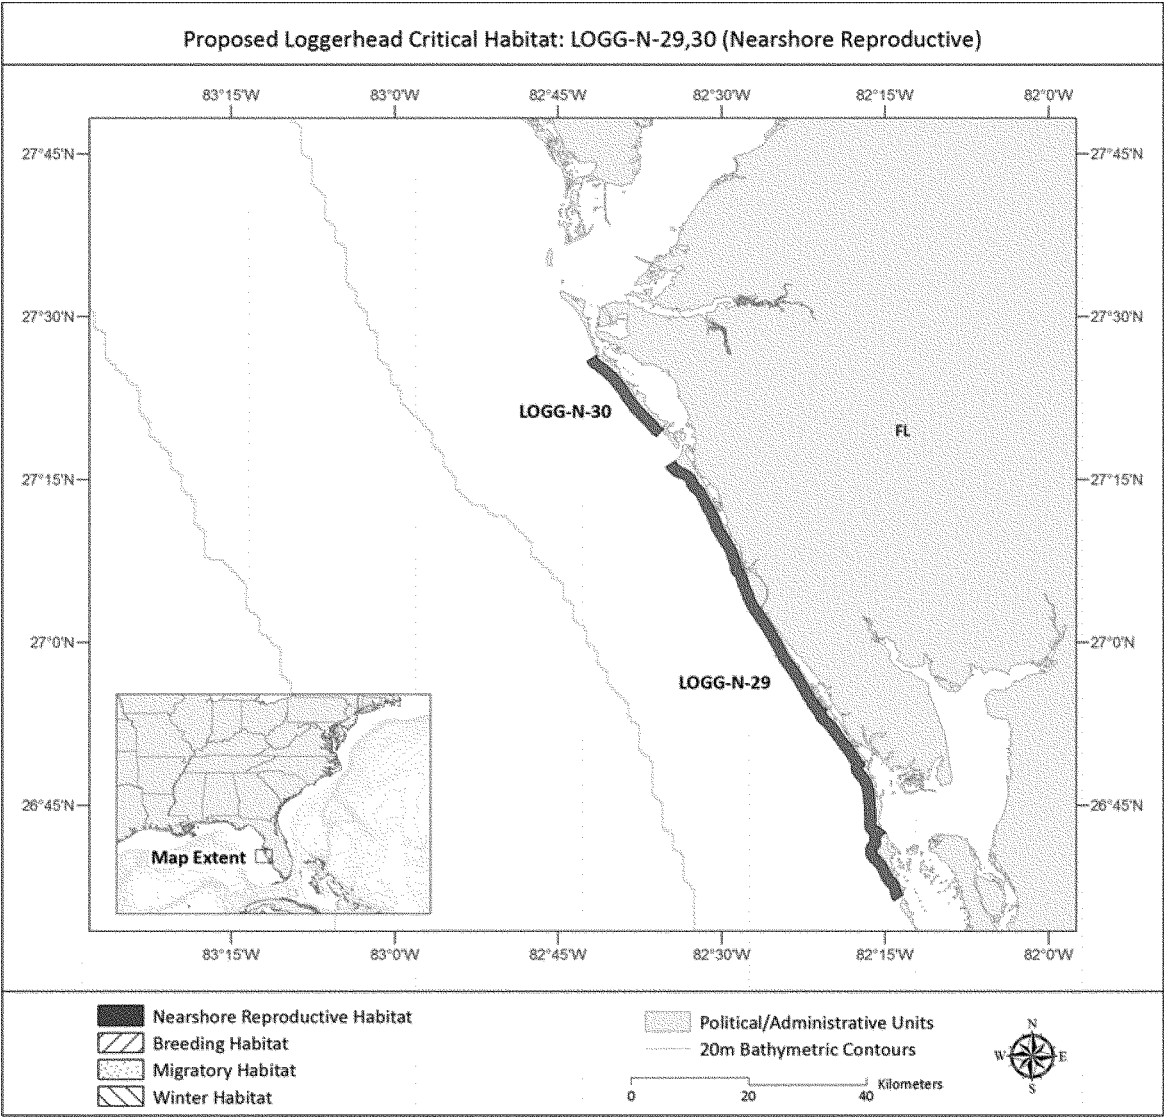 Proposed Loggerhead Critical Habitat: LOGG-N-29,30 (Nearshore Reproductive)
83°15'W 83°0'W 82°45'W 82°30'W 82°15'W 82°0'W
27°45'N 27°45'N
27°30'N 27°30'N
LOGG-N-30
FL
27°15'N 27°15'N
27°0'N 27°0'N
LOGG-N-29
26°45'N 26°45'N
Map Extent
83°15'W 83°0'W 82°45'W 82°30'W 82°15'W 82°0'W
Nearshore Reproductive Habitat
Breeding Habitat
Migratory Habitat
Winter Habitat
Political/Administrative Units
20m Bathymetric Contours
Kilometers
0 20 40
N
W E
S